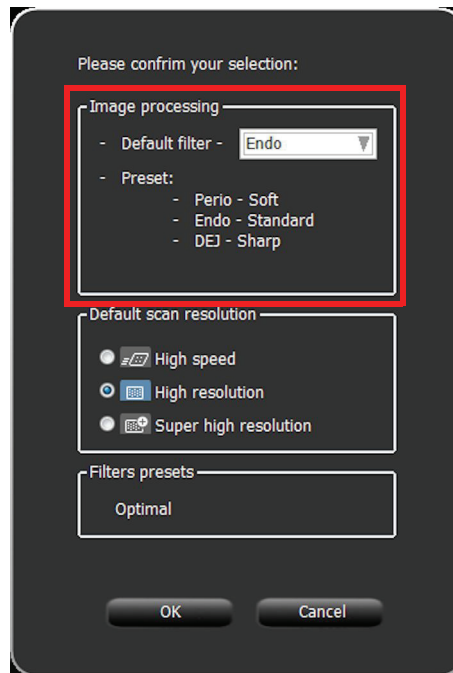 Please confrim your selection:
Image processing
- Default filter - Endo
- Preset:
- Perio - Soft
- Endo - Standard
- DEJ - Sharp
Default scan resolution
High speed
High resolution
Super high resolution
Filters presets
Optimal
OK Cancel